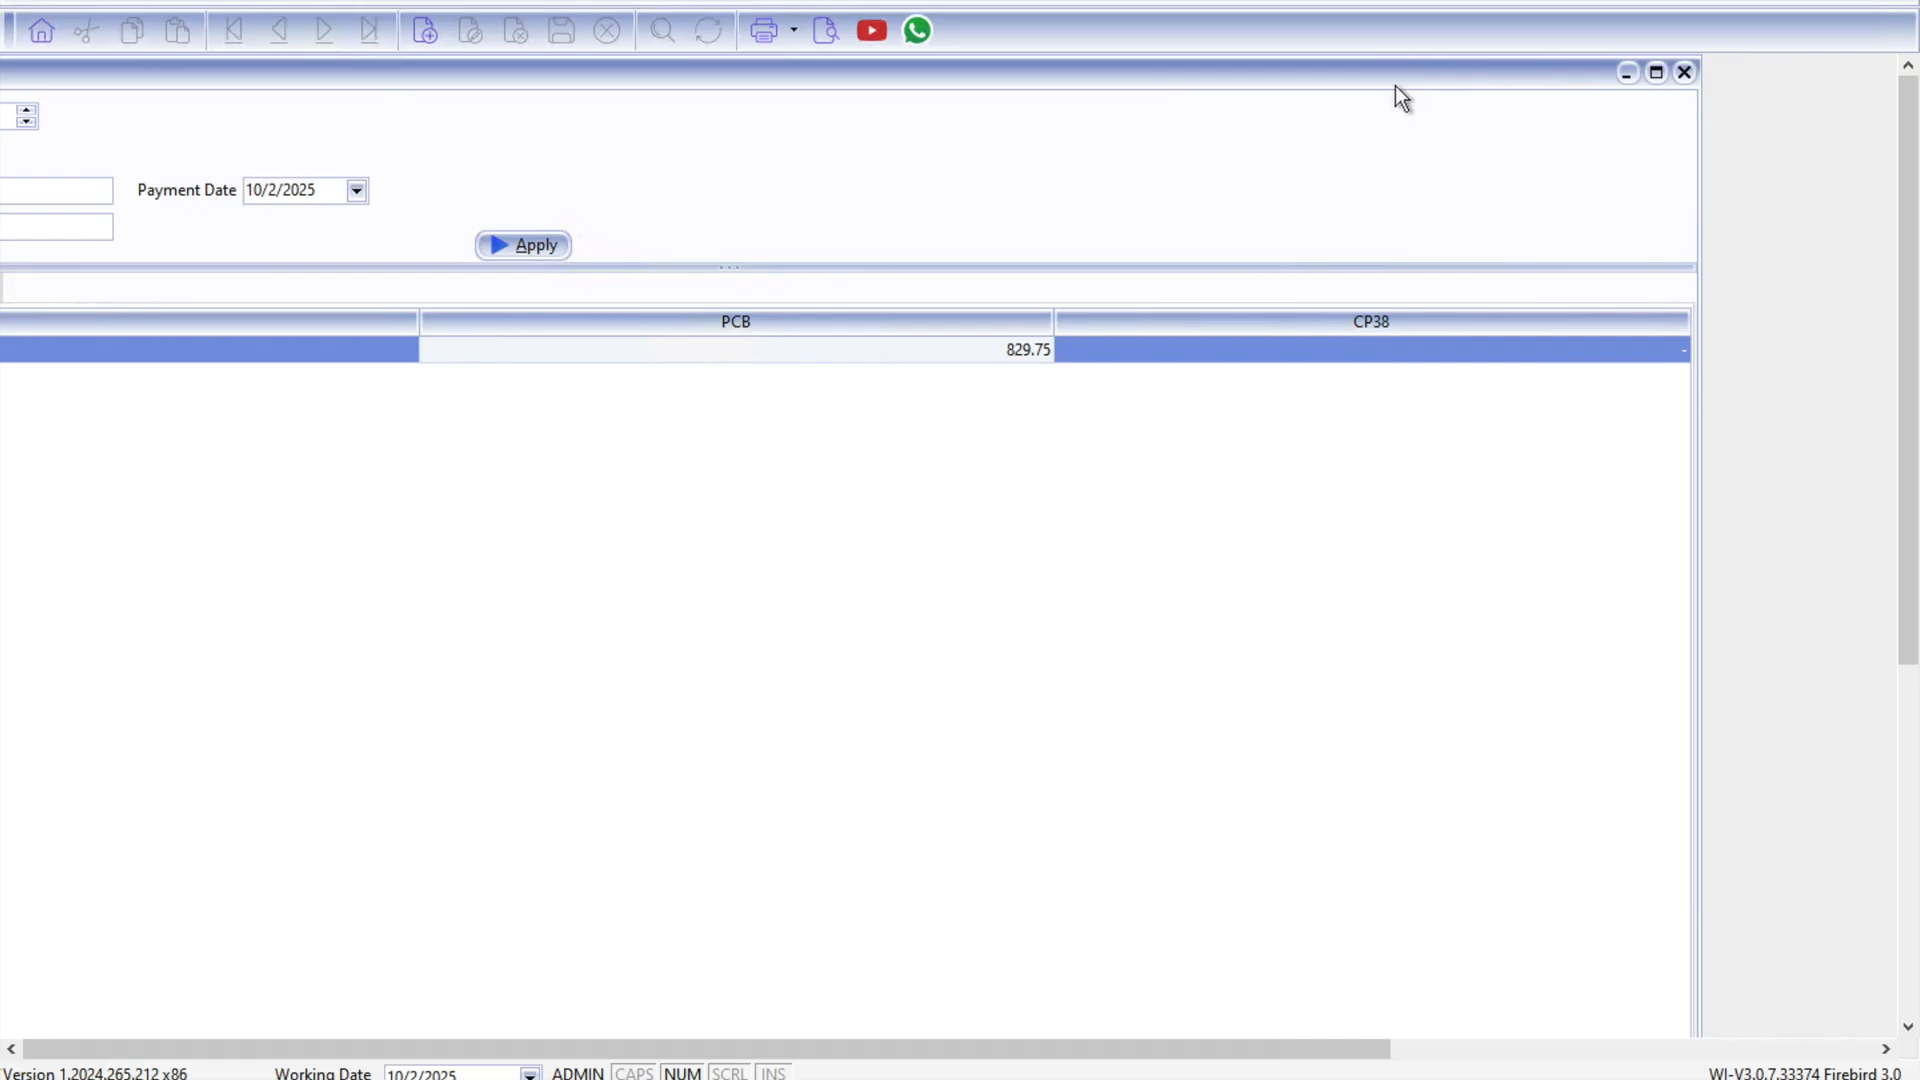 Payment Date 10/2/2025
Apply
PCB CP38
829.75 -
Version 1.2024.265.212 x86 Working Date 10/2/2025 ADMIN CAPS NUM SCRL INS WI-V3.0.7.33374 Firebird 3.0